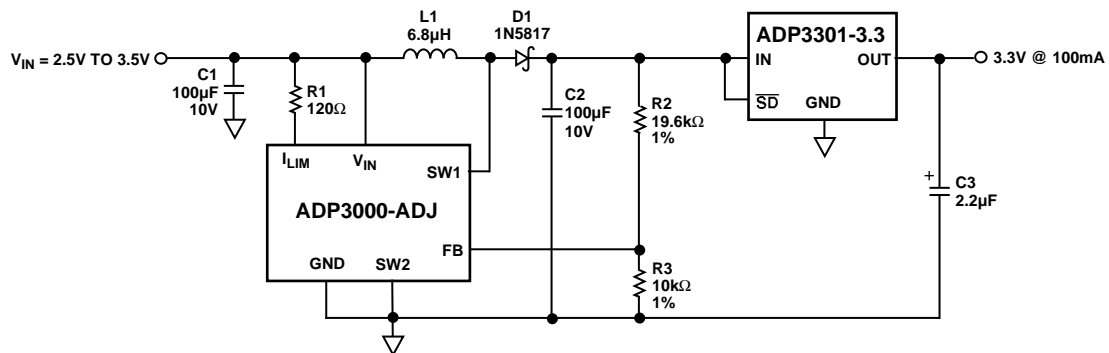 V_IN = 2.5V TO 3.5V
C1
100µF
10V
R1
120Ω
L1
6.8µH
D1
1N5817
C2
100µF
10V
R2
19.6kΩ
1%
ADP3301-3.3
IN
OUT
SD
GND
3.3V @ 100mA
I_LIM
V_IN
SW1
ADP3000-ADJ
FB
GND
SW2
R3
10kΩ
1%
+
C3
2.2µF